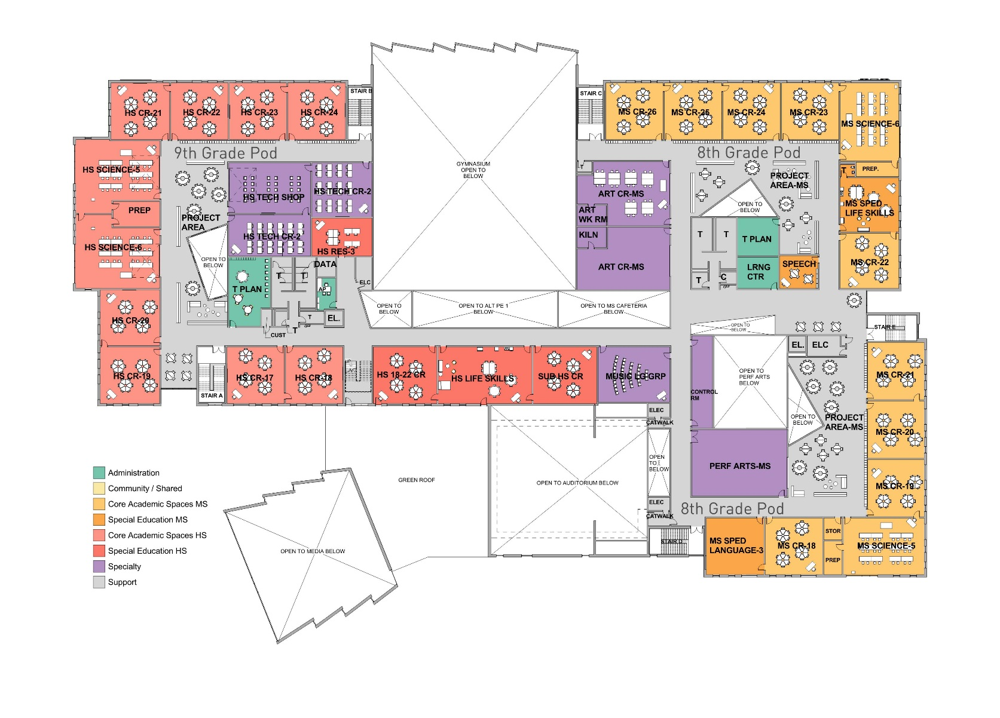 STAIR B
STAIR C
HS CR-21
HS CR-22
HS CR-23
HS CR-24
MS CR-26
MS CR-25
MS CR-24
MS CR-23
MS SCIENCE-6
9th Grade Pod
8th Grade Pod
GYMNASIUM
OPEN TO
BELOW
HS SCIENCE-5
T
T
PREP.
PROJECT
AREA-MS
HS TECH SHOP
HS TECH CR-2
ART CR-MS
OPEN TO
BELOW
MS SPED
LIFE SKILLS
PREP
PROJECT
AREA
ART
WK RM
HS TECH CR-2
KILN
T
T
T PLAN
HS SCIENCE-6
HS RES-3
OPEN TO
BELOW
DATA
ART CR-MS
LRNG
CTR
SPEECH
MS CR-22
T
T
ELC
T
C
T PLAN
AP
OPEN TO
BELOW
OPEN TO ALT PE 1
BELOW
OPEN TO MS CAFETERIA
BELOW
HS CR-20
T
EL.
T
CUST
OPEN TO
BELOW
STAIR E
EL.
ELC
UP
HS CR-19
STAIR A
HS CR-17
HS CR-18
HS 18-22 CR
HS LIFE SKILLS
SUB HS CR
MUSIC LG GRP
OPEN TO
PERF ARTS
BELOW
MS CR-21
CONTROL
RM
ELEC
CATWALK
OPEN TO
BELOW
PROJECT
AREA-MS
MS CR-20
OPEN
TO
BELOW
PERF ARTS-MS
Administration
Community / Shared
Core Academic Spaces MS
Special Education MS
Core Academic Spaces HS
Special Education HS
Specialty
Support
GREEN ROOF
OPEN TO AUDITORIUM BELOW
MS CR-19
ELEC
CATWALK
8th Grade Pod
OPEN TO MEDIA BELOW
STAIR D
MS SPED
LANGUAGE-3
MS CR-18
STOR
PREP
MS SCIENCE-5